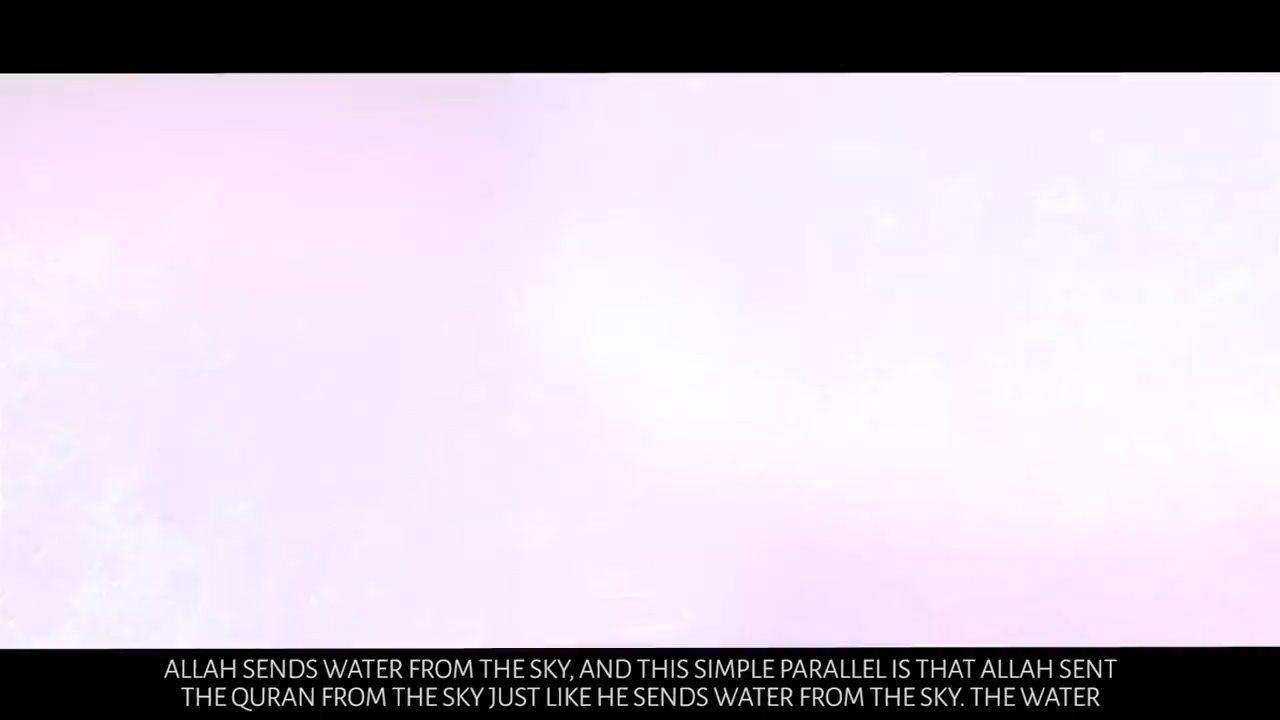 ALLAH SENDS WATER FROM THE SKY, AND THIS SIMPLE PARALLEL IS THAT ALLAH SENT
THE QURAN FROM THE SKY JUST LIKE HE SENDS WATER FROM THE SKY. THE WATER